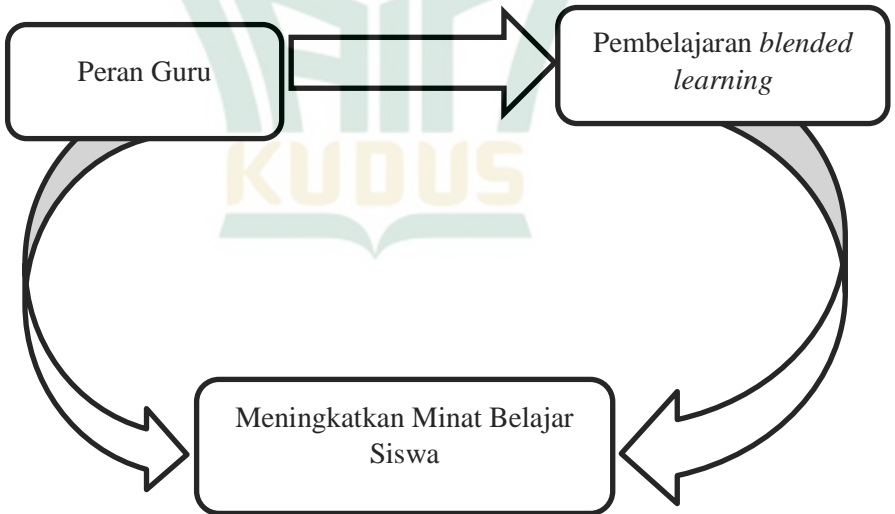 Peran Guru
Pembelajaran blended
learning
KUDUS
Meningkatkan Minat Belajar
Siswa